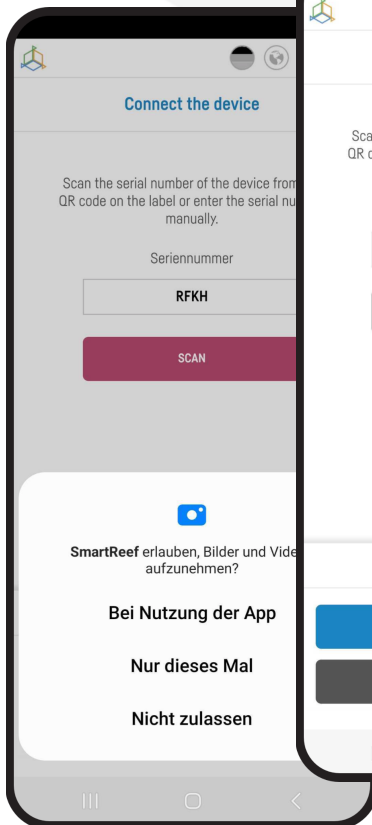 Connect the device
Scan the serial number of the device from
QR code on the label or enter the serial
manually.
Seriennummer
RFKH
SCAN
SmartReef erlauben, Bilder und
aufzunehmen?
Bei Nutzung der App
Nur dieses Mal
Nicht zulassen
QR